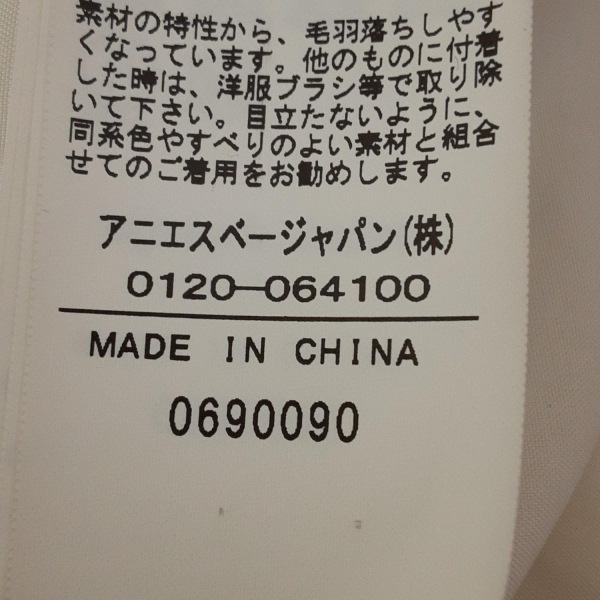 素材の特性から、毛羽落ちしやす
くなっています。他のものに付着
した時は、洋服ブラシ等で取り除
いて下さい。目立たないように、
同系色やすべりのよい素材と組合
せてのご着用をお勧めします。
アニエスベージャパン(株)
0120-064100
MADE IN CHINA
0690090